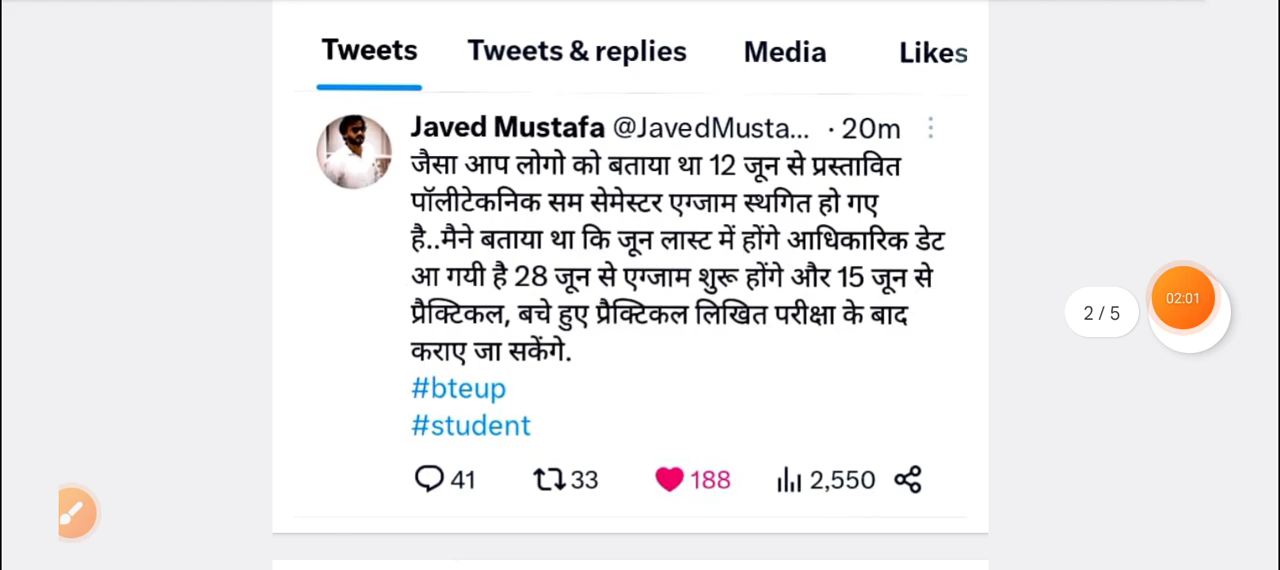 Tweets Tweets & replies Media Likes
Javed Mustafa @JavedMusta... · 20m
जैसा आप लोगो को बताया था 12 जून से प्रस्तावित
पॉलीटेकनिक सम सेमेस्टर एग्जाम स्थगित हो गए
है..मैने बताया था कि जून लास्ट में होंगे आधिकारिक डेट
आ गयी है 28 जून से एग्जाम शुरू होंगे और 15 जून से
प्रैक्टिकल, बचे हुए प्रैक्टिकल लिखित परीक्षा के बाद
कराए जा सकेंगे.
#bteup
#student
41 33 188 2,550
2 / 5
02:01